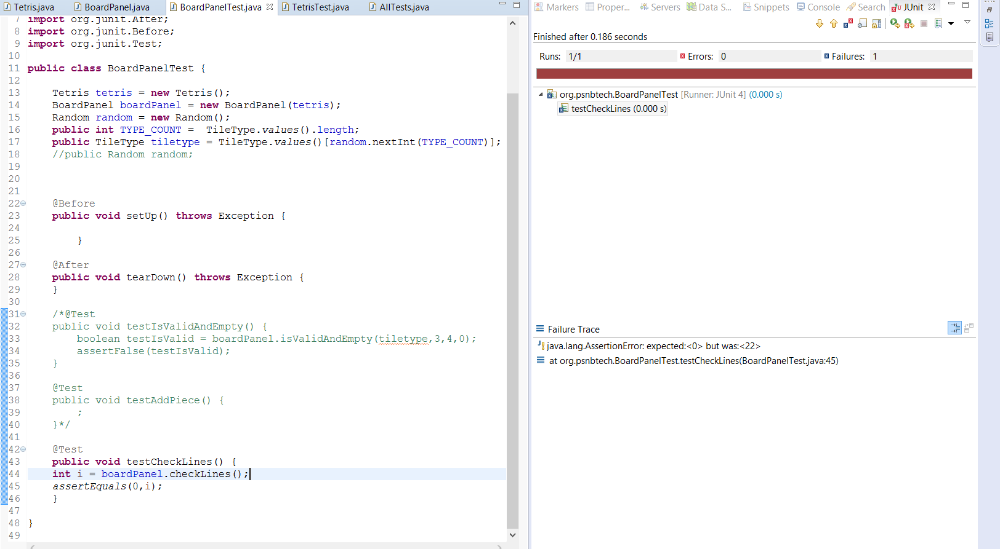 Tetris.java
BoardPanel.java
BoardPanelTest.java
TetrisTest.java
AllTests.java
7 import org.junit.After;
8 import org.junit.Before;
9 import org.junit.Test;
10
11 public class BoardPanelTest {
12
13 Tetris tetris = new Tetris();
14 BoardPanel boardPanel = new BoardPanel(tetris);
15 Random random = new Random();
16 public int TYPE_COUNT =  TileType.values().length;
17 public TileType tiletype = TileType.values()[random.nextInt(TYPE_COUNT)];
18 //public Random random;
19
20
21
22 @Before
23 public void setUp() throws Exception {
24
25 }
26
27 @After
28 public void tearDown() throws Exception {
29 }
30
31 /*@Test
32 public void testIsValidAndEmpty() {
33 boolean testIsValid = boardPanel.isValidAndEmpty(tiletype,3,4,0);
34 assertFalse(testIsValid);
35 }
36
37 @Test
38 public void testAddPiece() {
39 ;
40 }*/
41
42 @Test
43 public void testCheckLines() {
44 int i = boardPanel.checkLines();
45 assertEquals(0,i);
46 }
47
48 }
49
Markers
Proper...
Servers
Data S...
Snippets
Console
Search
JUnit
Finished after 0.186 seconds
Runs: 1/1
Errors: 0
Failures: 1
org.psnbtech.BoardPanelTest [Runner: JUnit 4] (0.000 s)
testCheckLines (0.000 s)
Failure Trace
java.lang.AssertionError: expected:<0> but was:<22>
at org.psnbtech.BoardPanelTest.testCheckLines(BoardPanelTest.java:45)